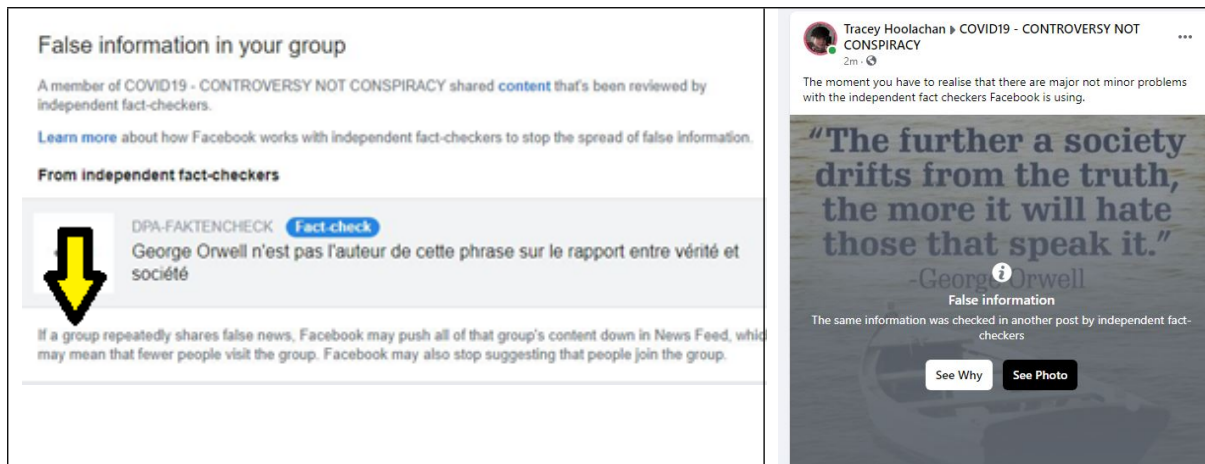 False information in your group
A member of COVID19 - CONTROVERSY NOT CONSPIRACY shared content that's been reviewed by
independent fact-checkers.
Learn more about how Facebook works with independent fact-checkers to stop the spread of false information.
From independent fact-checkers
DPA-FAKTENCHECK Fact-check
George Orwell n'est pas l'auteur de cette phrase sur le rapport entre vérité et
société
If a group repeatedly shares false news, Facebook may push all of that group's content down in News Feed,
may mean that fewer people visit the group. Facebook may also stop suggesting that people join the group.
Tracey Hoolachan ▸ COVID19 - CONTROVERSY NOT
CONSPIRACY
2m ·
The moment you have to realise that there are major not minor problems
with the independent fact checkers Facebook is using.
"The further a society
drifts from the truth,
the more it will hate
those that speak it."
-George Orwell
False information
The same information was checked in another post by independent fact-
checkers
See Why See Photo